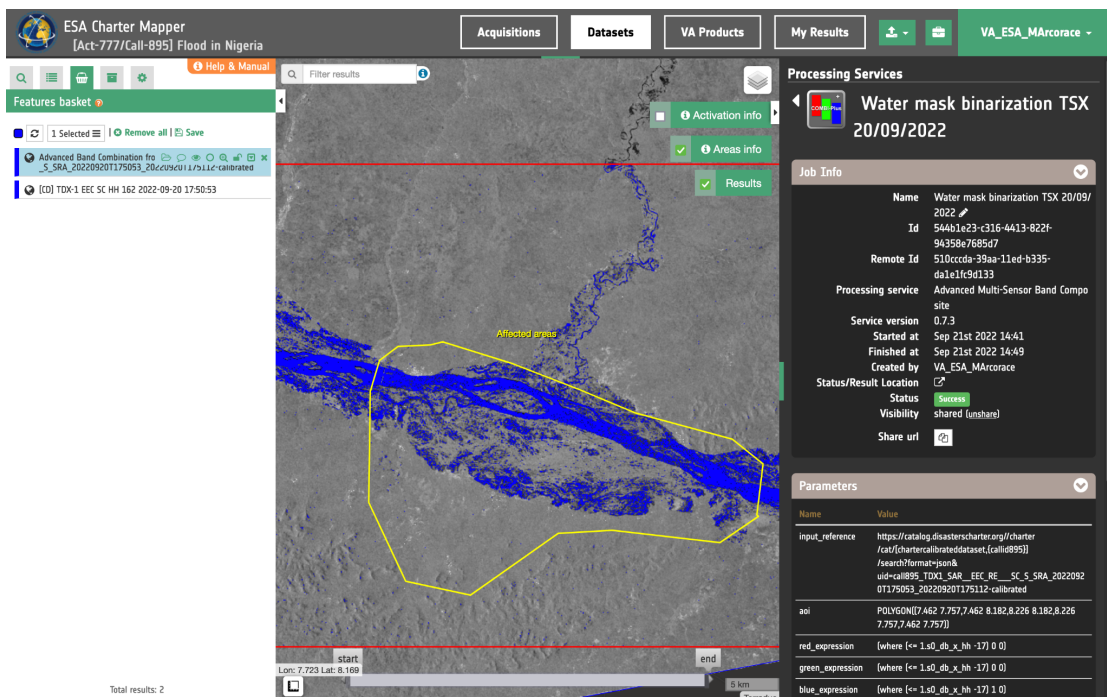 ESA Charter Mapper
[Act-777/Call-895] Flood in Nigeria
Acquisitions
Datasets
VA Products
My Results
VA_ESA_MArcorace
Help & Manual
Features basket
1 Selected
Remove all | Save
Advanced Band Combination fro
_S_SRA_20220920T175053_20220920T175112-calibrated
[CD] TDX-1 EEC SC HH 162 2022-09-20 17:50:53
Total results: 2
Filter results
Activation info
Areas info
Results
Affected areas
start
end
Lon: 7.723 Lat: 8.169
5 km
Processing Services
COMBI-Plus
Water mask binarization TSX
20/09/2022
Job Info
Name Water mask binarization TSX 20/09/
2022
Id 544b1e23-c316-4413-822f-
94358e7685d7
Remote Id 510cccda-39aa-11ed-b335-
da1e1fc9d133
Processing service Advanced Multi-Sensor Band Compo
site
Service version 0.7.3
Started at Sep 21st 2022 14:41
Finished at Sep 21st 2022 14:49
Created by VA_ESA_MArcorace
Status/Result Location
Status Success
Visibility shared (unshare)
Share url
Parameters
Name Value
input_reference https://catalog.disasterscharter.org//charter
/cat/[chartercalibrateddataset,{callid895}]
/search?format=json&
uid=call895_TDX1_SAR__EEC_RE___SC_S_SRA_2022092
0T175053_20220920T175112-calibrated
aoi POLYGON((7.462 7.757,7.462 8.182,8.226 8.182,8.226
7.757,7.462 7.757))
red_expression (where (<= 1.s0_db_x_hh -17) 0 0)
green_expression (where (<= 1.s0_db_x_hh -17) 0 0)
blue_expression (where (<= 1.s0_db_x_hh -17) 1 0)